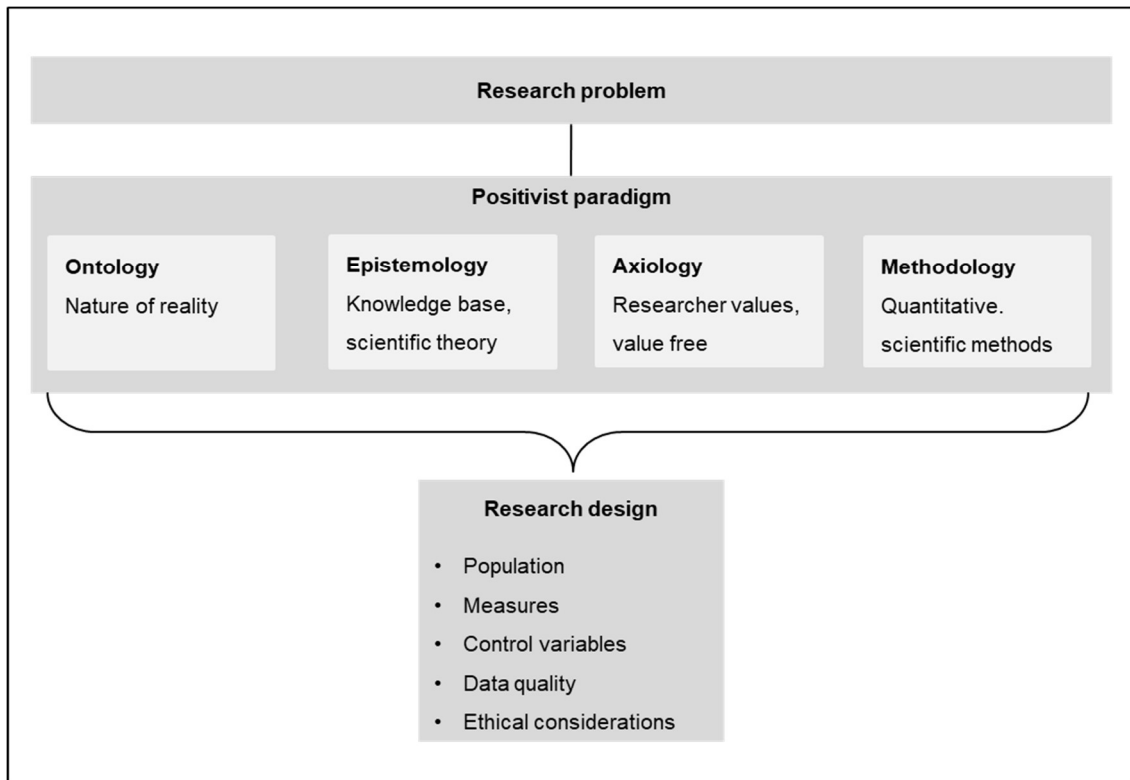 Research problem
Positivist paradigm
Ontology
Nature of reality
Epistemology
Knowledge base,
scientific theory
Axiology
Researcher values,
value free
Methodology
Quantitative.
scientific methods
Research design
• Population
• Measures
• Control variables
• Data quality
• Ethical considerations